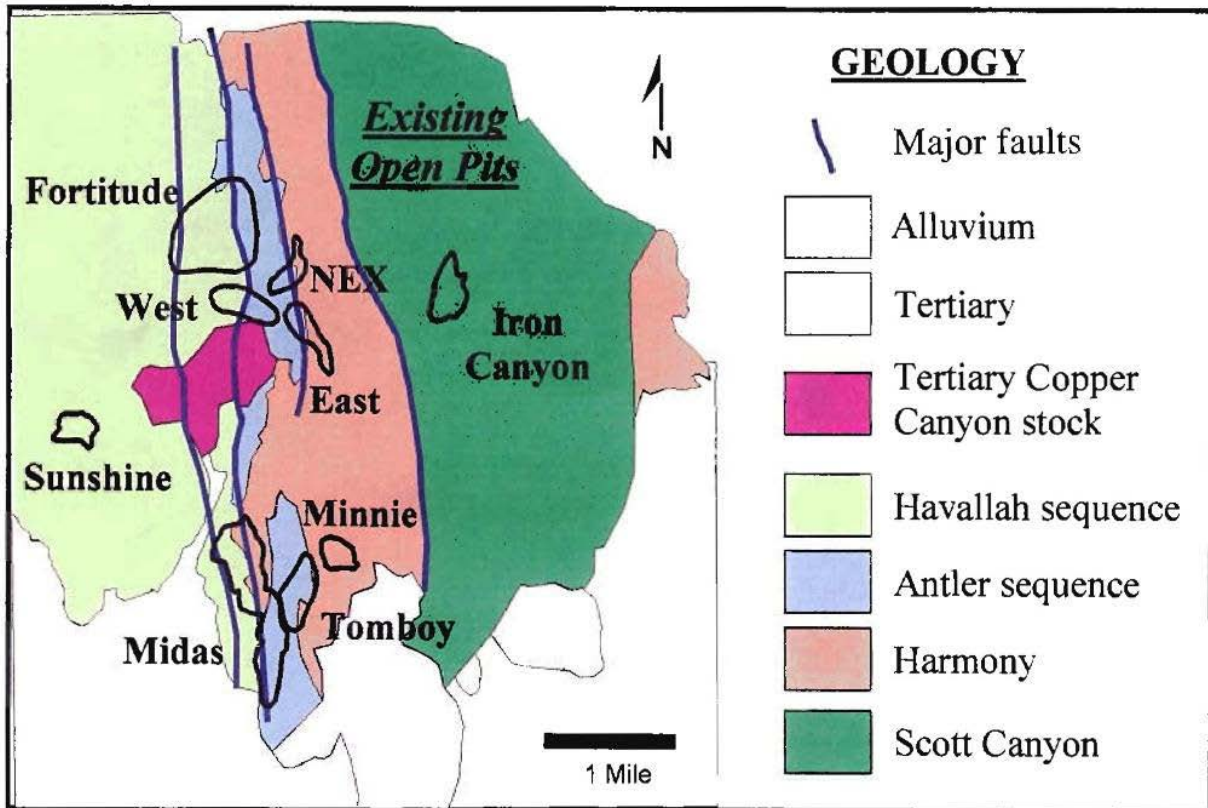 GEOLOGY
Existing
Open Pits
N
Major faults
Fortitude
Alluvium
NEX
West
Tertiary
Iron
Canyon
East
Tertiary Copper
Canyon stock
Sunshine
Havallah sequence
Minnie
Antler sequence
Midas
Tomboy
Harmony
1 Mile
Scott Canyon